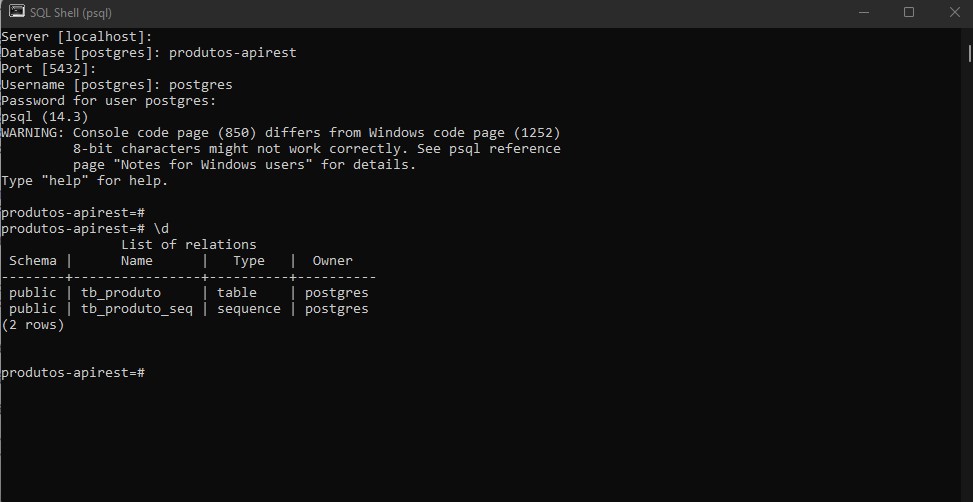 SQL Shell (psql)
Server [localhost]:
Database [postgres]: produtos-apirest
Port [5432]:
Username [postgres]: postgres
Password for user postgres:
psql (14.3)
WARNING: Console code page (850) differs from Windows code page (1252)
         8-bit characters might not work correctly. See psql reference
         page "Notes for Windows users" for details.
Type "help" for help.

produtos-apirest=#
produtos-apirest=# \d
               List of relations
 Schema |      Name      |   Type   |  Owner
--------+----------------+----------+----------
 public | tb_produto     | table    | postgres
 public | tb_produto_seq | sequence | postgres
(2 rows)


produtos-apirest=#